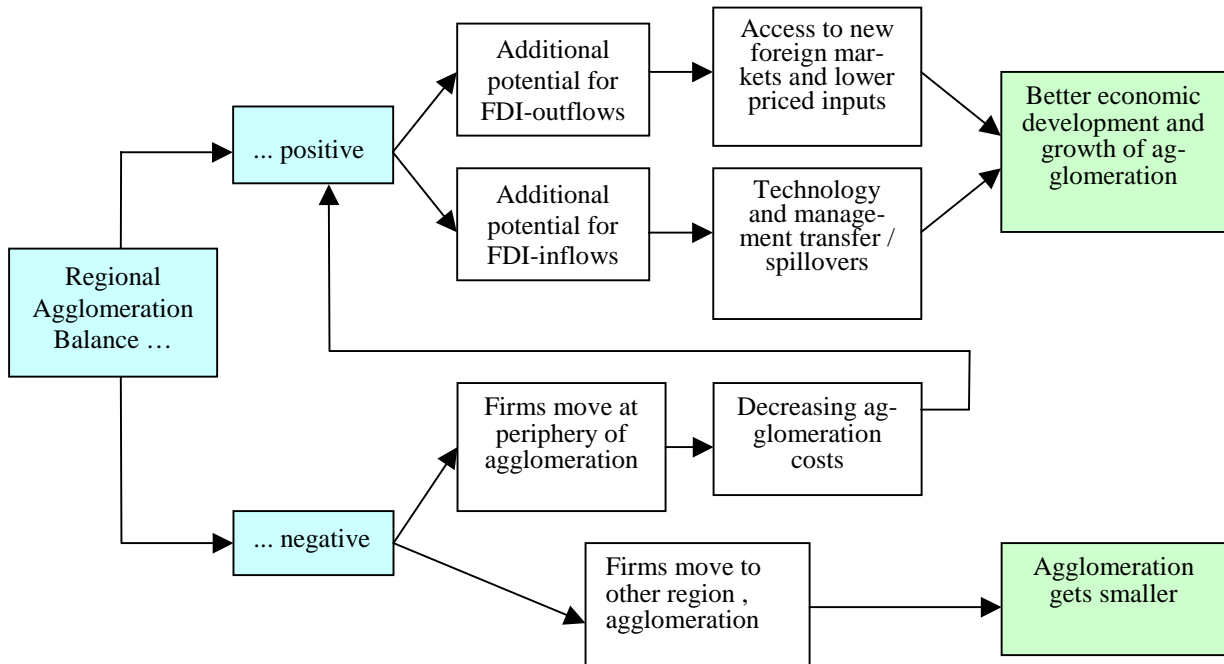 Additional
potential for
FDI-outflows
Access to new
foreign mar-
kets and lower
priced inputs
Better economic
development and
growth of ag-
glomeration
... positive
Additional
potential for
FDI-inflows
Technology
and manage-
ment transfer /
spillovers
Regional
Agglomeration
Balance …
Firms move at
periphery of
agglomeration
Decreasing ag-
glomeration
costs
... negative
Firms move to
other region ,
agglomeration
Agglomeration
gets smaller